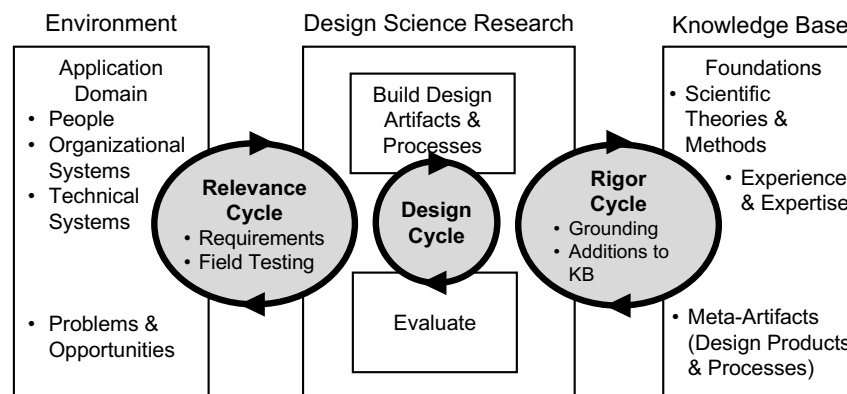 Environment
Design Science Research
Knowledge Base
Application
Domain
• People
• Organizational
Systems
• Technical
Systems
• Problems &
Opportunities
Relevance
Cycle
• Requirements
• Field Testing
Build Design
Artifacts &
Processes
Design
Cycle
Evaluate
Rigor
Cycle
• Grounding
• Additions to
KB
Foundations
• Scientific
Theories &
Methods
• Experience
& Expertise
• Meta-Artifacts
(Design Products
& Processes)